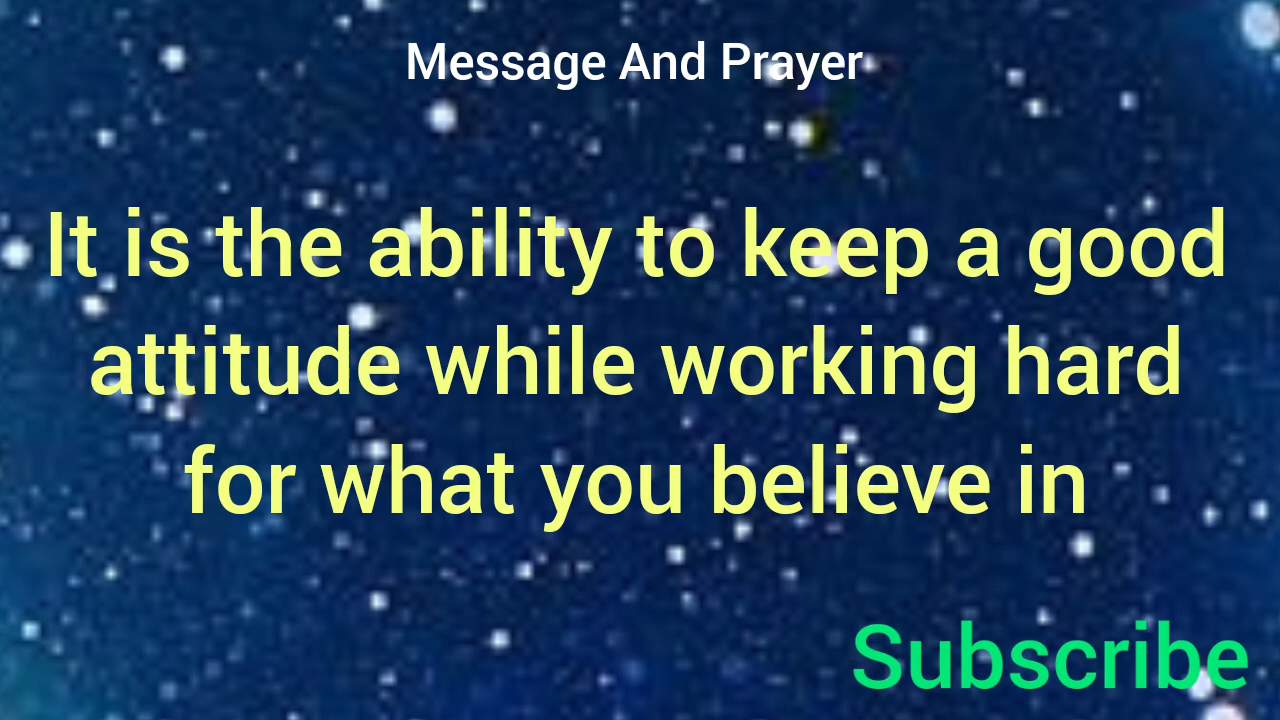 Message And Prayer
It is the ability to keep a good
attitude while working hard
for what you believe in
Subscribe